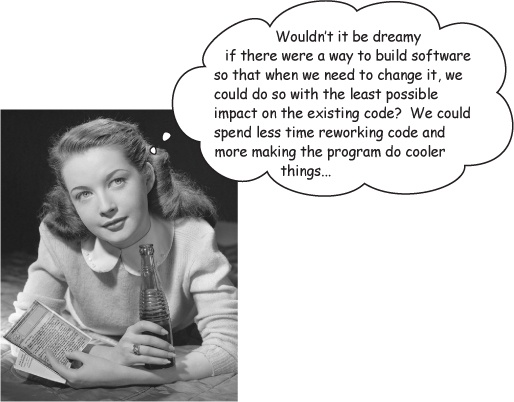 Wouldn't it be dreamy
if there were a way to build software
so that when we need to change it, we
could do so with the least possible
impact on the existing code? We could
spend less time reworking code and
more making the program do cooler
things...